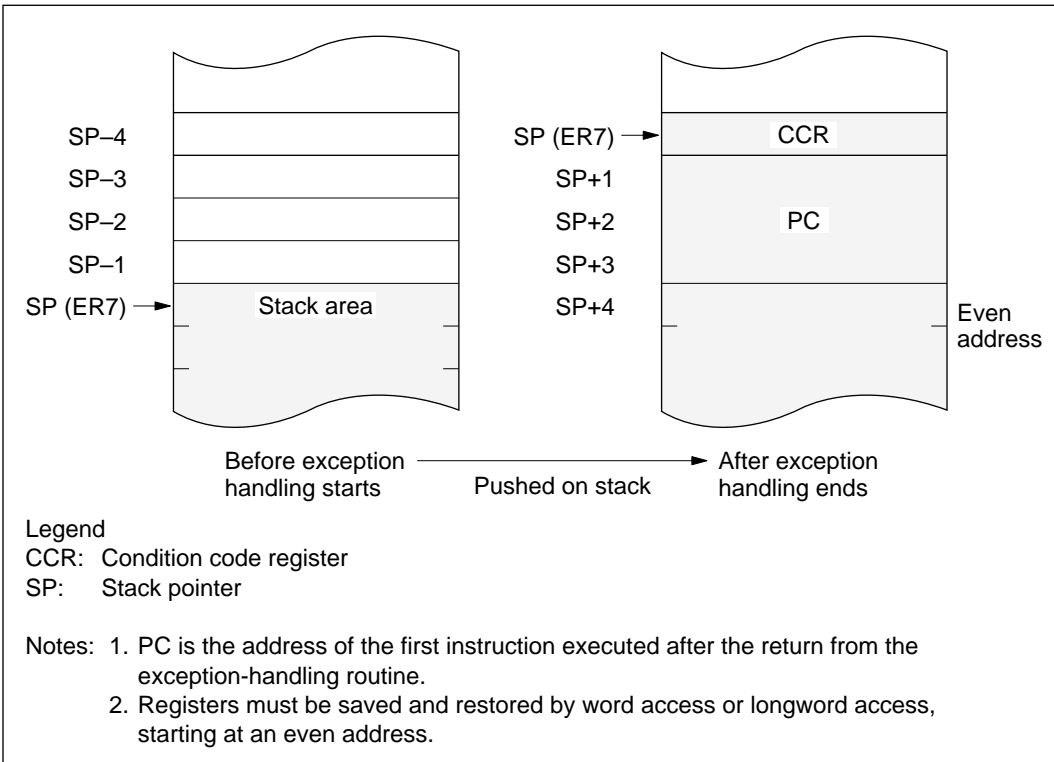 SP–4
SP–3
SP–2
SP–1
SP (ER7)
Stack area
SP (ER7)
CCR
SP+1
SP+2
PC
SP+3
SP+4
Even
address
Before exception
handling starts
Pushed on stack
After exception
handling ends
Legend
CCR: Condition code register
SP: Stack pointer
Notes: 1. PC is the address of the first instruction executed after the return from the
exception-handling routine.
2. Registers must be saved and restored by word access or longword access,
starting at an even address.